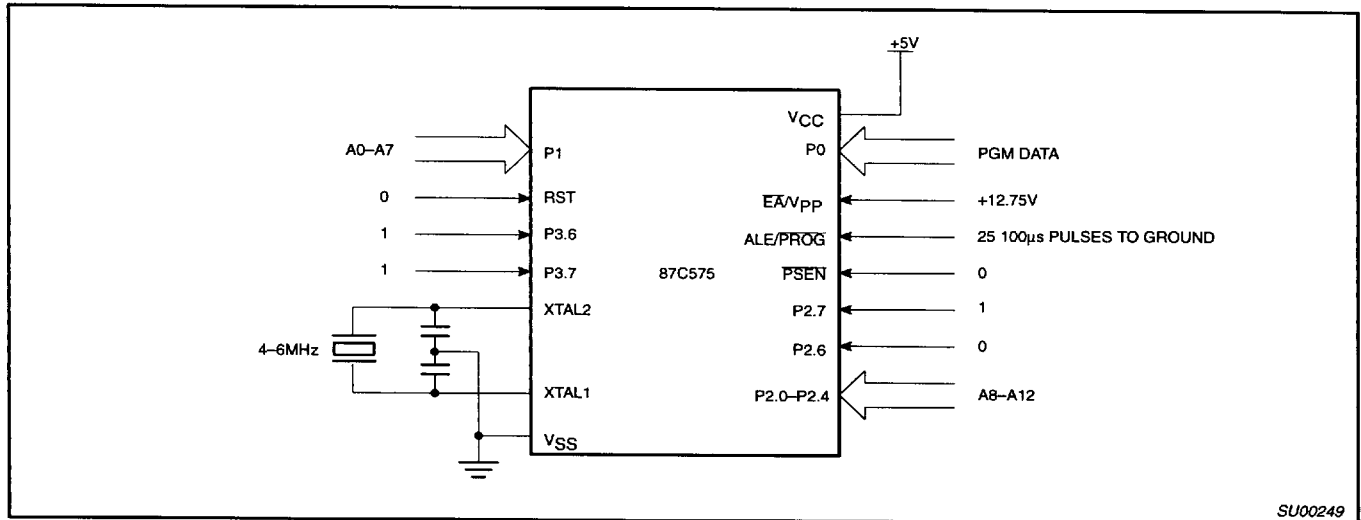 +5V
VCC
A0–A7
P1
P0
PGM DATA
0
RST
EA/VPP
+12.75V
1
P3.6
ALE/PROG
25 100µs PULSES TO GROUND
1
P3.7
87C575
PSEN
0
XTAL2
P2.7
1
4–6MHz
P2.6
0
XTAL1
P2.0–P2.4
A8–A12
VSS
SU00249